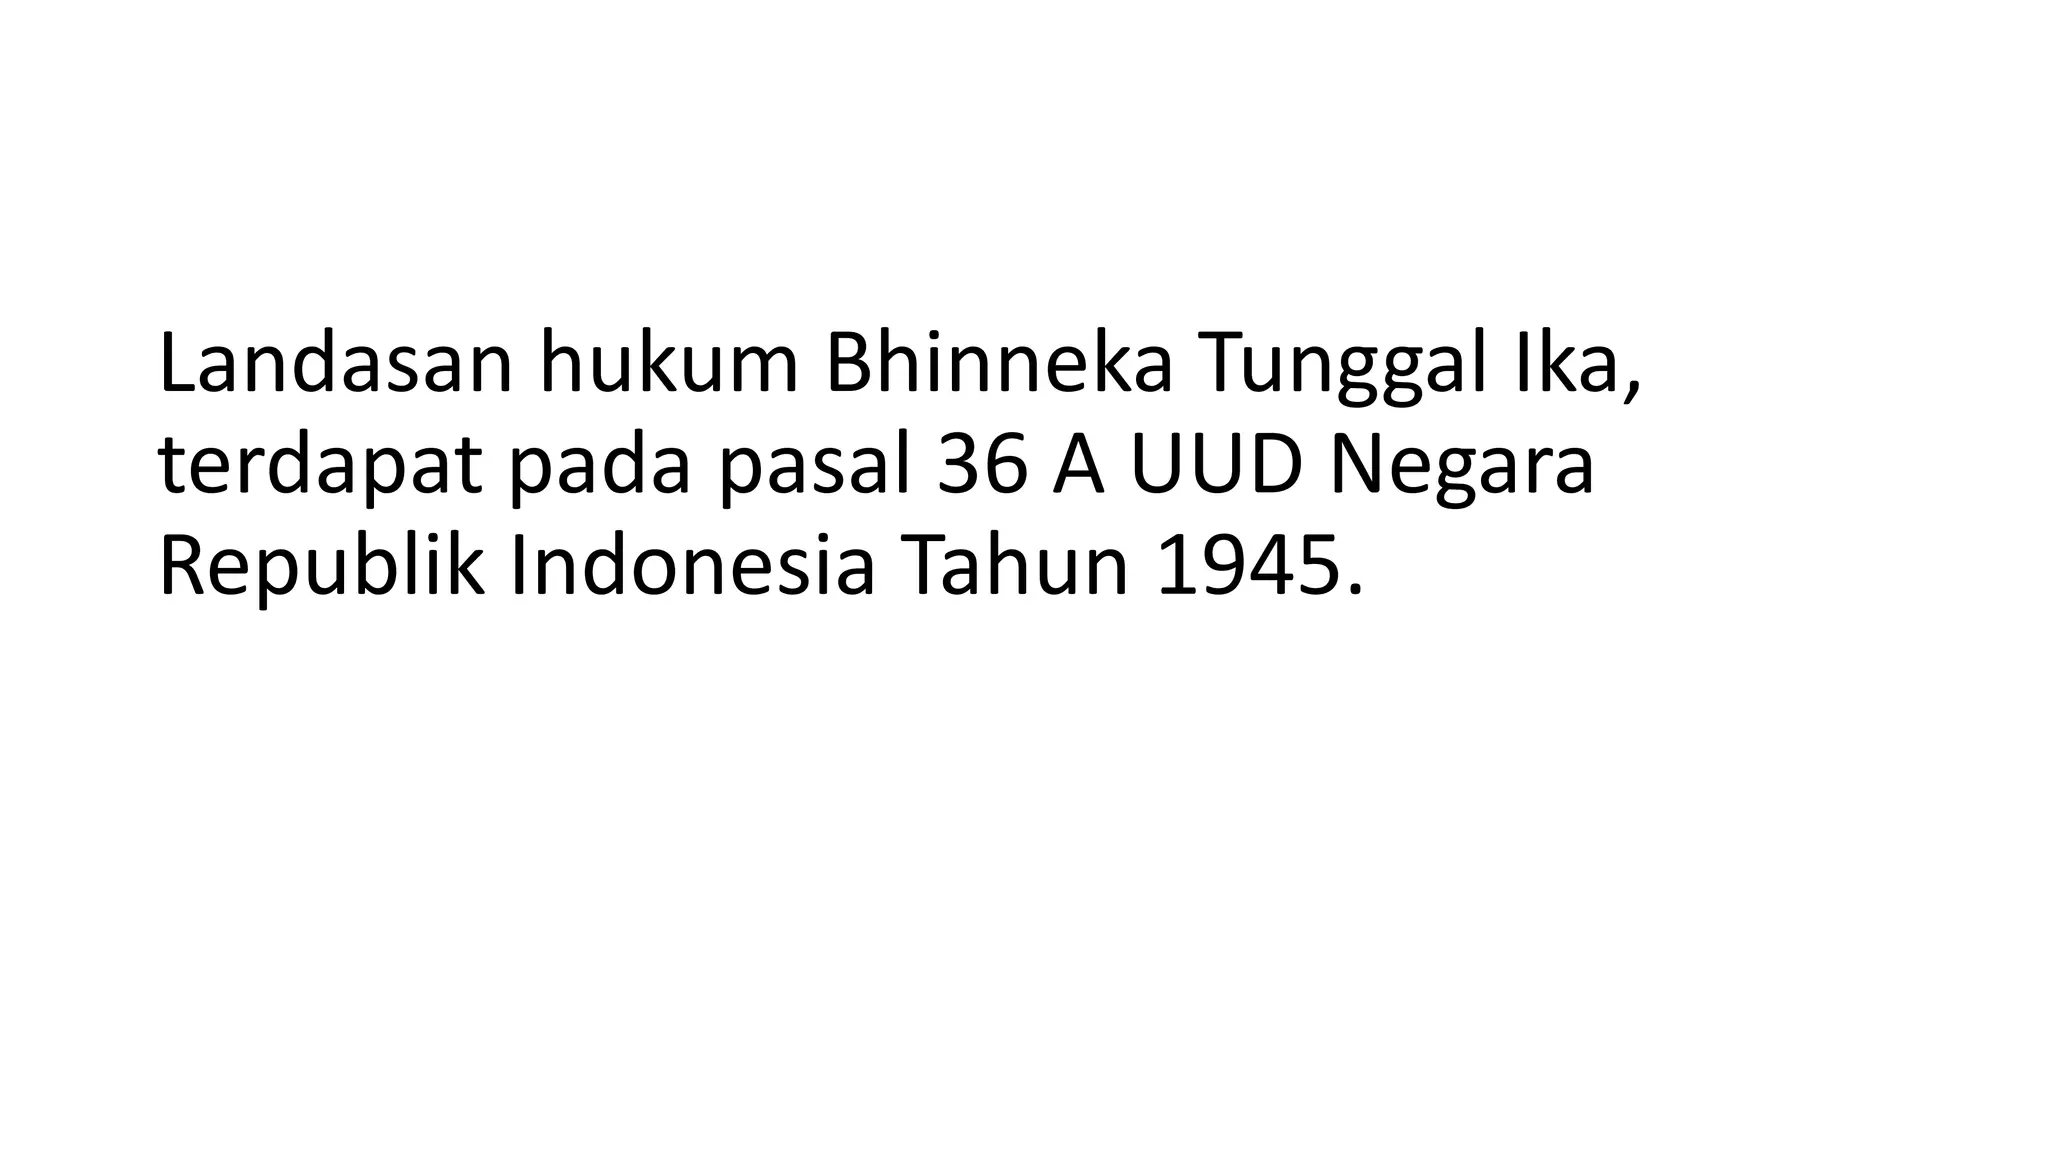 Landasan hukum Bhinneka Tunggal Ika,
terdapat pada pasal 36 A UUD Negara
Republik Indonesia Tahun 1945.